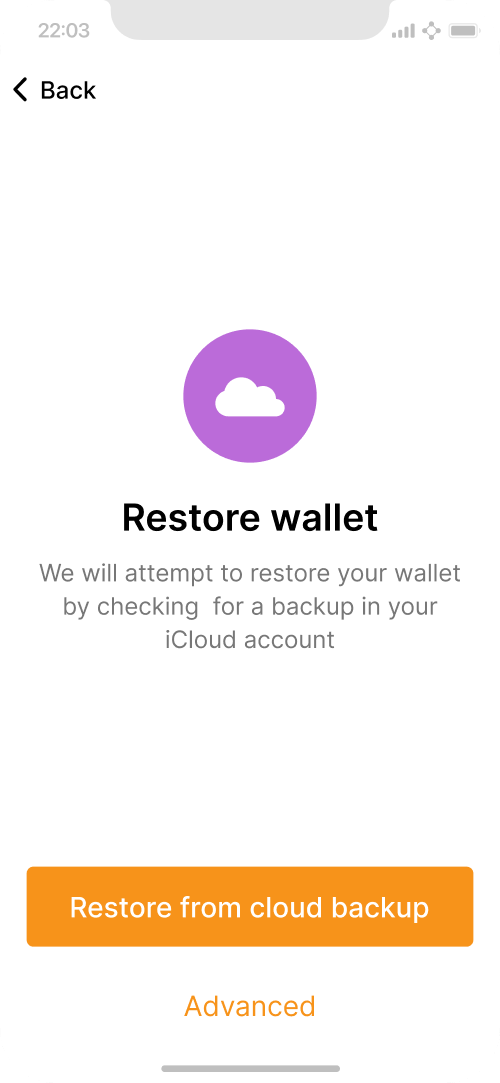 22:03
Back
Restore wallet
We will attempt to restore your wallet
by checking  for a backup in your
iCloud account
Restore from cloud backup
Advanced